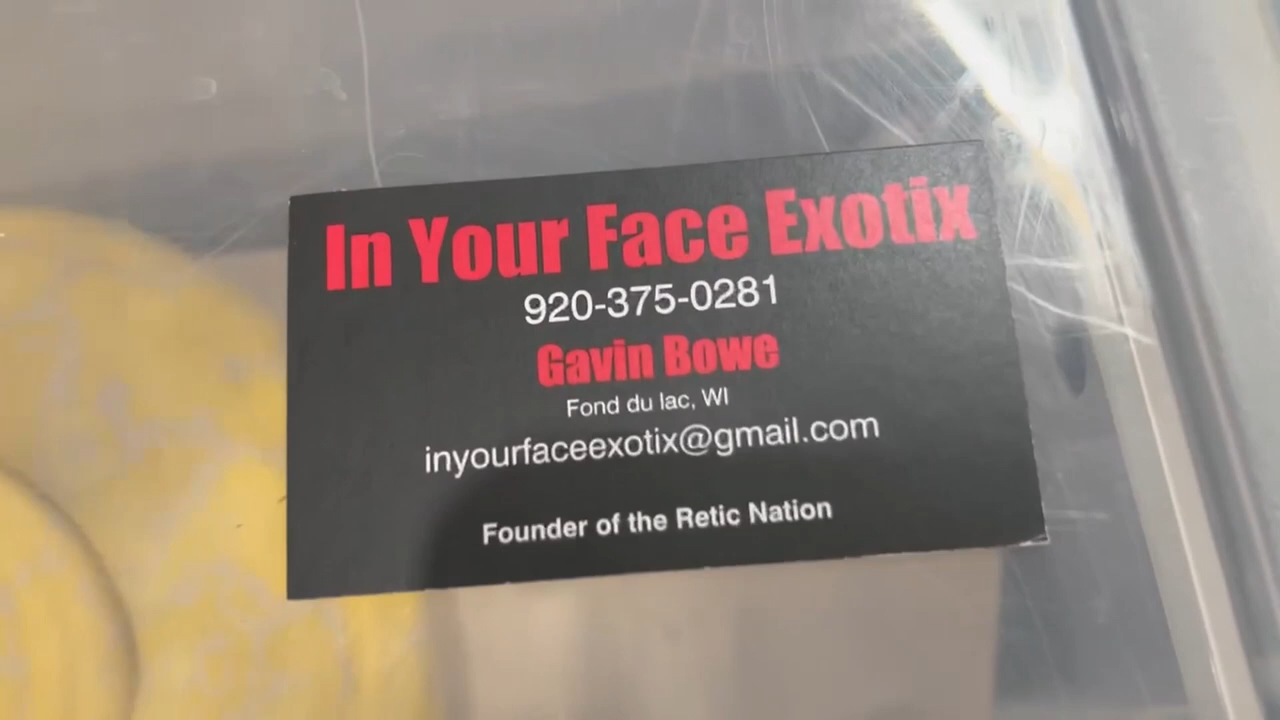 In Your Face Exotix
920-375-0281
Gavin Bowe
Fond du lac, WI
inyourfaceexotix@gmail.com
Founder of the Retic Nation